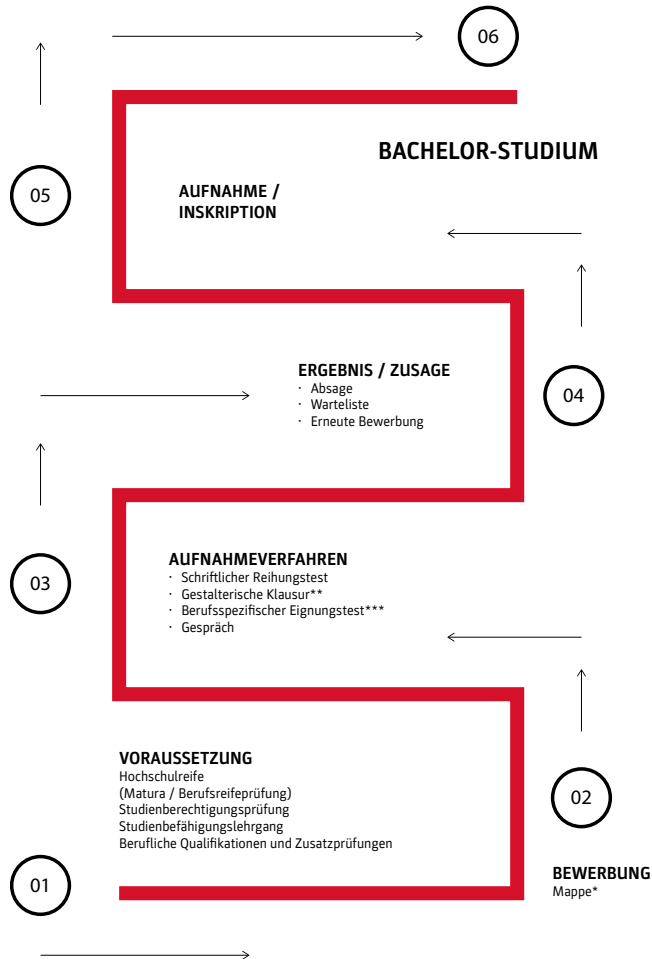 06
BACHELOR-STUDIUM
05
AUFNAHME /
INSKRIPTION
ERGEBNIS / ZUSAGE
· Absage
· Warteliste
· Erneute Bewerbung
04
03
AUFNAHMEVERFAHREN
· Schriftlicher Reihungstest
· Gestalterische Klausur**
· Berufsspezifischer Eignungstest***
· Gespräch
VORAUSSETZUNG
Hochschulreife
(Matura / Berufsreifeprüfung)
Studienberechtigungsprüfung
Studienbefähigungslehrgang
Berufliche Qualifikationen und Zusatzprüfungen
02
BEWERBUNG
Mappe*
01